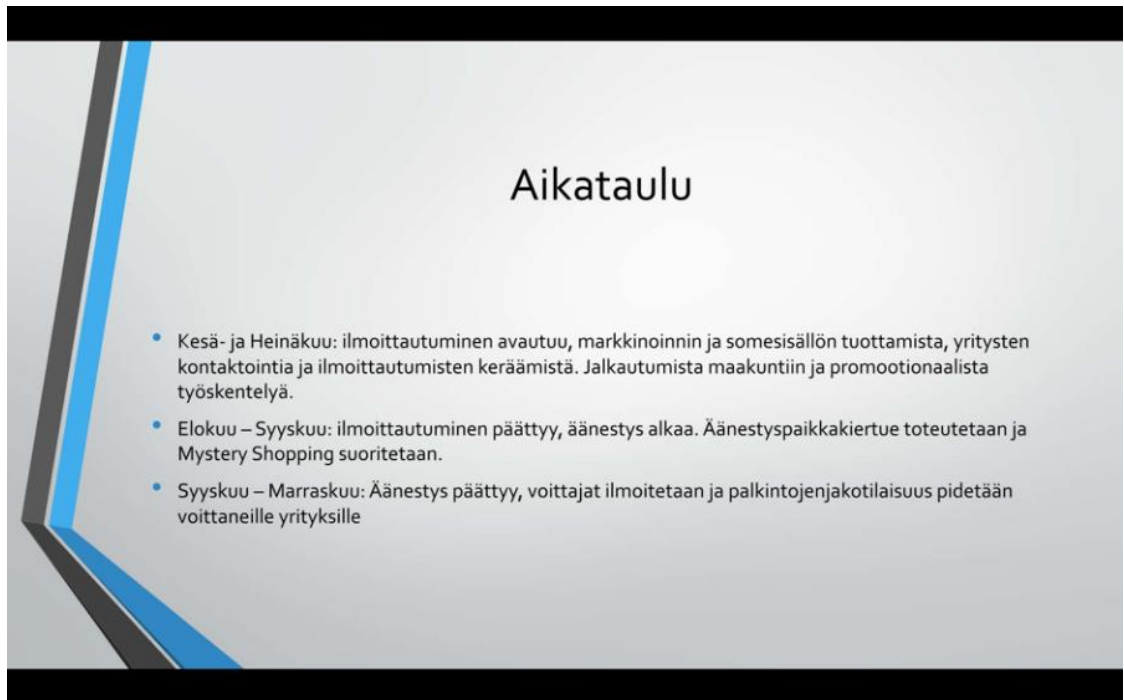 Aikataulu
• Kesä- ja Heinäkuu: ilmoittautuminen avautuu, markkinoinnin ja somesisällön tuottamista, yritysten
kontaktointia ja ilmoittautumisten keräämistä. Jalkautumista maakuntiin ja promootionaalista
työskentelyä.
• Elokuu – Syyskuu: ilmoittautuminen päättyy, äänestys alkaa. Äänestyspaikkakiertue toteutetaan ja
Mystery Shopping suoritetaan.
• Syyskuu – Marraskuu: Äänestys päättyy, voittajat ilmoitetaan ja palkintojenjakotilaisuus pidetään
voittaneille yrityksille